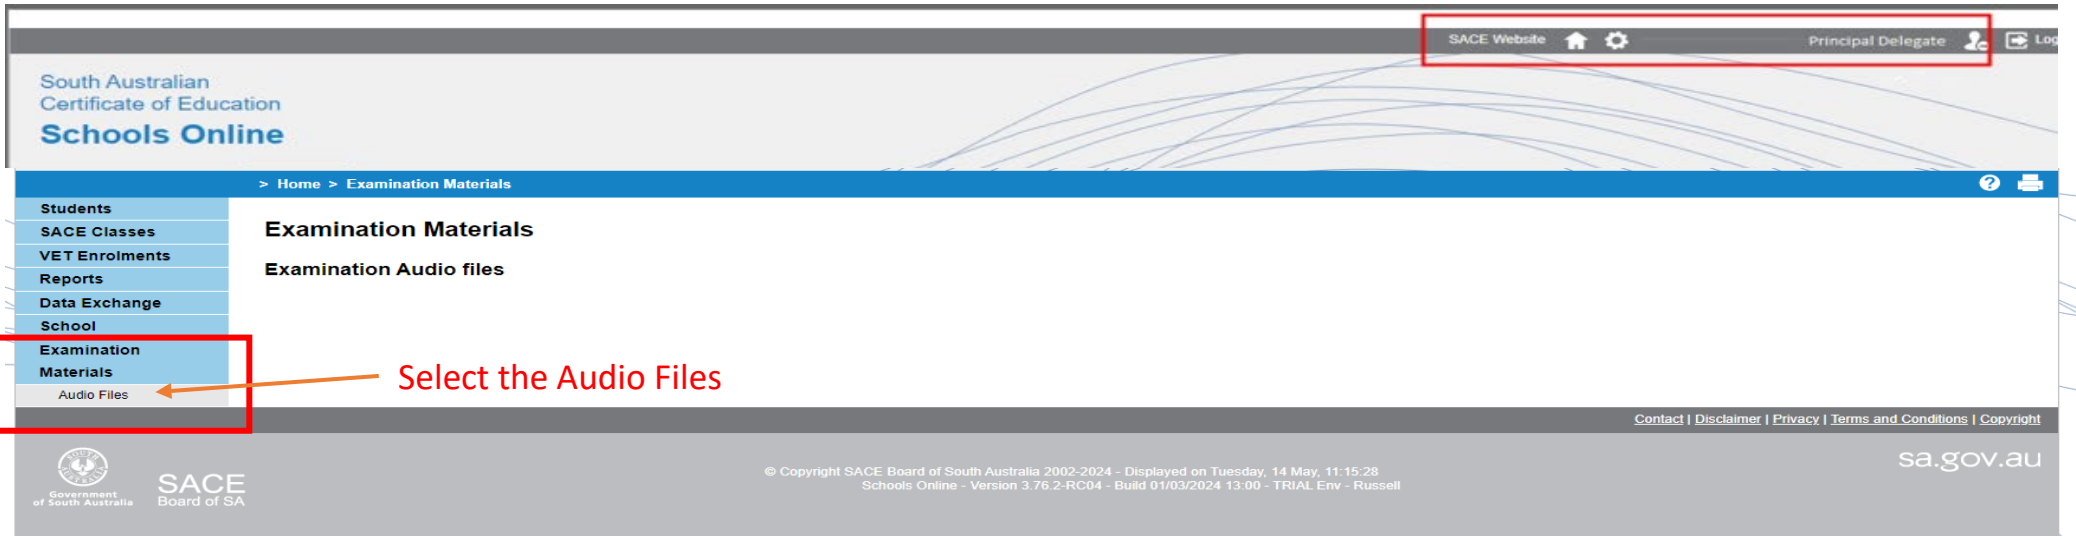 SACE Website
Principal Delegate
Log
South Australian
Certificate of Education
Schools Online
> Home > Examination Materials
?
Students
SACE Classes
VET Enrolments
Reports
Data Exchange
School
Examination
Materials
Audio Files
Examination Materials
Examination Audio files
Select the Audio Files
Contact | Disclaimer | Privacy | Terms and Conditions | Copyright
SOUTH
AUSTRALIA
Government
of South Australia
SACE
Board of SA
© Copyright SACE Board of South Australia 2002-2024 - Displayed on Tuesday, 14 May, 11:15:28
Schools Online - Version 3.76.2-RC04 - Build 01/03/2024 13:00 - TRIAL Env - Russell
sa.gov.au